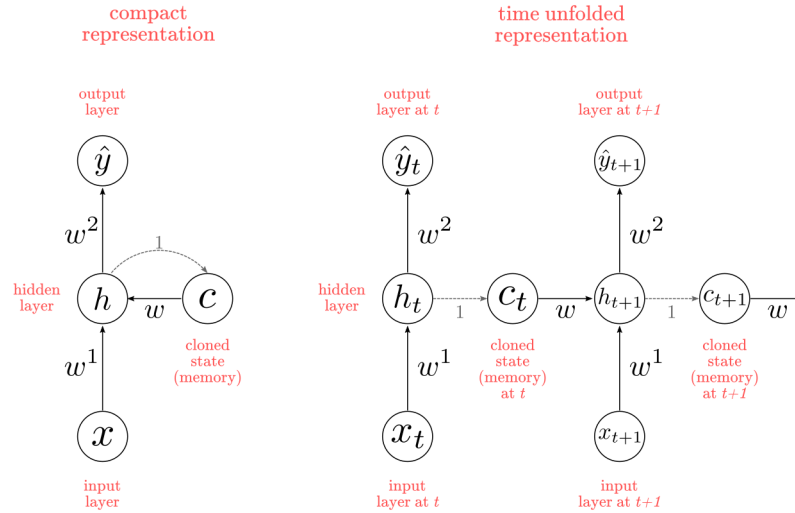 compact
representation
time unfolded
representation
output
layer
output
layer at t
output
layer at t+1
ŷ
ŷ_t
ŷ_{t+1}
w²
w²
w²
1
hidden
layer
h
w
c
hidden
layer
h_t
1
c_t
w
h_{t+1}
1
c_{t+1}
w
cloned
state
(memory)
cloned
state
(memory)
at t
cloned
state
(memory)
at t+1
w¹
w¹
w¹
x
x_t
x_{t+1}
input
layer
input
layer at t
input
layer at t+1